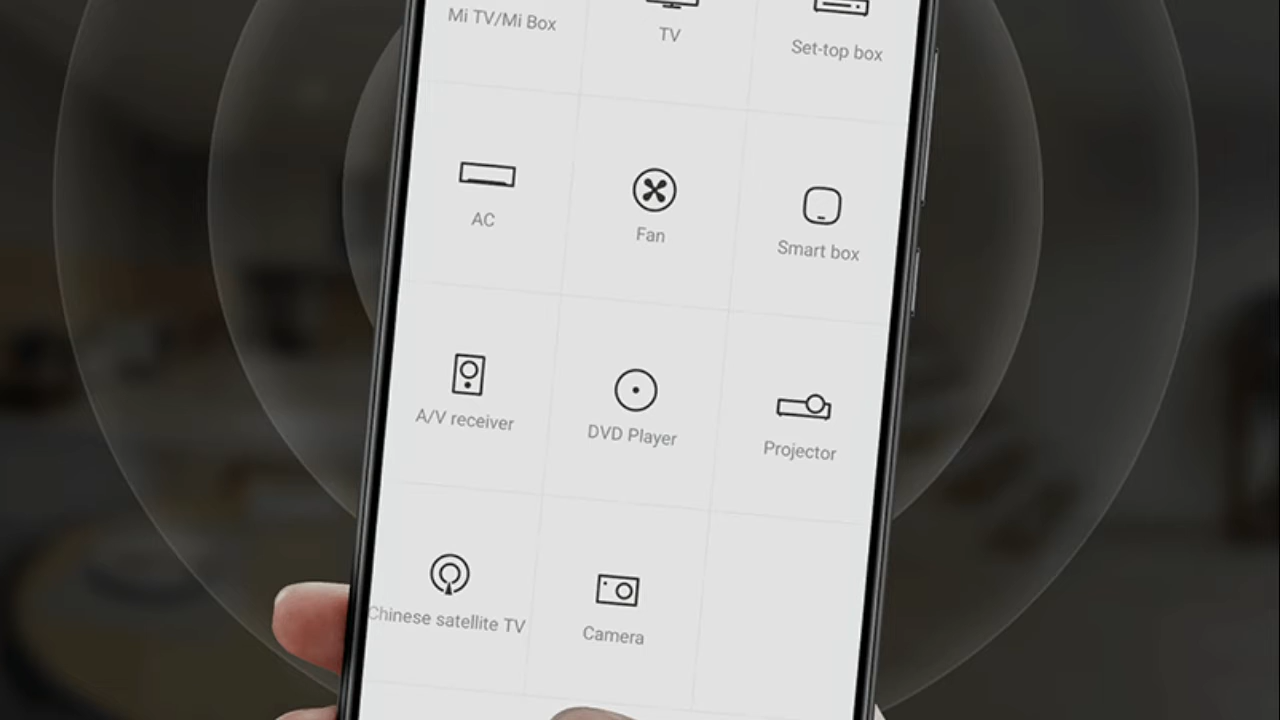 Mi TV/Mi Box
TV
Set-top box
AC
Fan
Smart box
A/V receiver
DVD Player
Projector
Chinese satellite TV
Camera